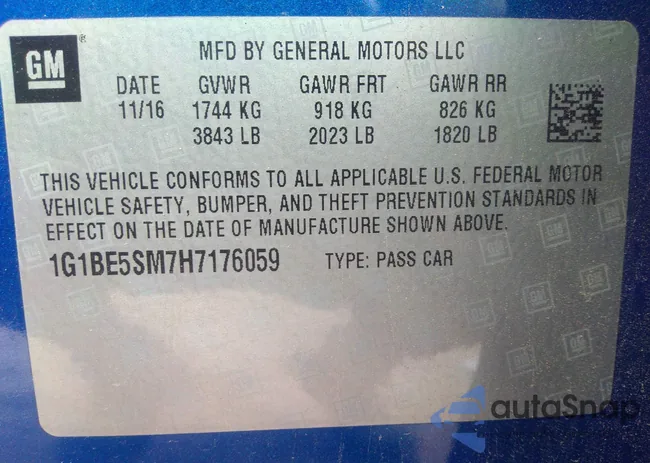 GM
MFD BY GENERAL MOTORS LLC
DATE GVWR GAWR FRT GAWR RR
11/16 1744 KG 918 KG 826 KG
3843 LB 2023 LB 1820 LB
THIS VEHICLE CONFORMS TO ALL APPLICABLE U.S. FEDERAL MOTOR
VEHICLE SAFETY, BUMPER, AND THEFT PREVENTION STANDARDS IN
EFFECT ON THE DATE OF MANUFACTURE SHOWN ABOVE.
1G1BE5SM7H7176059 TYPE: PASS CAR
autoSnap